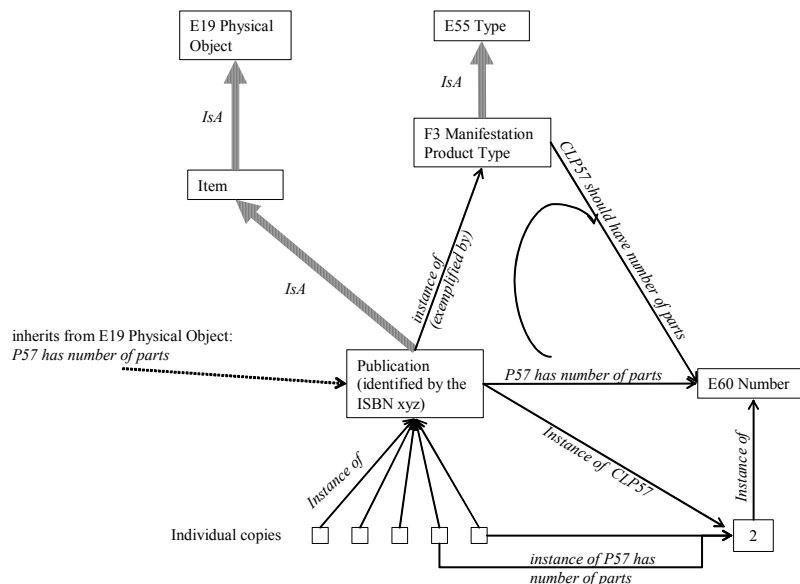 E19 Physical
Object
E55 Type
IsA
IsA
F3 Manifestation
Product Type
CLP57 should have number of parts
Item
instance of
(exemplified by)
IsA
inherits from E19 Physical Object:
P57 has number of parts
Publication
(identified by the
ISBN xyz)
P57 has number of parts
E60 Number
Instance of CLP57
Instance of
Instance of
Individual copies
2
instance of P57 has
number of parts